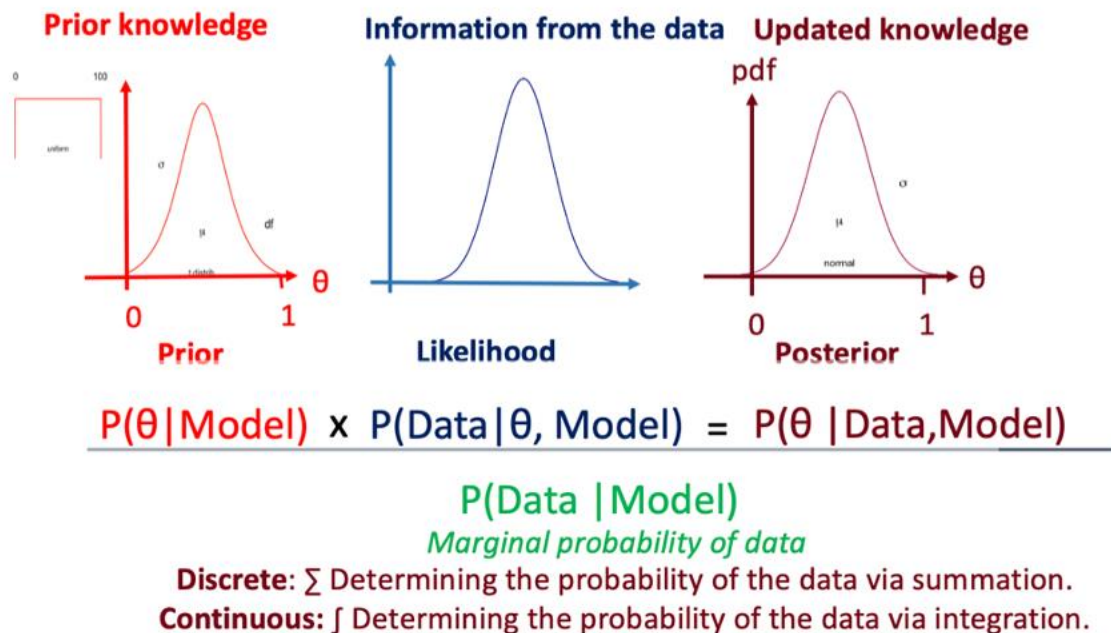 Prior knowledge
Information from the data
Updated knowledge
0 100
uniform
σ
μ
df
t distrib.
θ
0 1
Prior
Likelihood
pdf
σ
μ
normal
θ
0 1
Posterior
P(θ|Model) x P(Data|θ, Model) = P(θ |Data,Model)
P(Data |Model)
Marginal probability of data
Discrete: ∑ Determining the probability of the data via summation.
Continuous: ∫ Determining the probability of the data via integration.